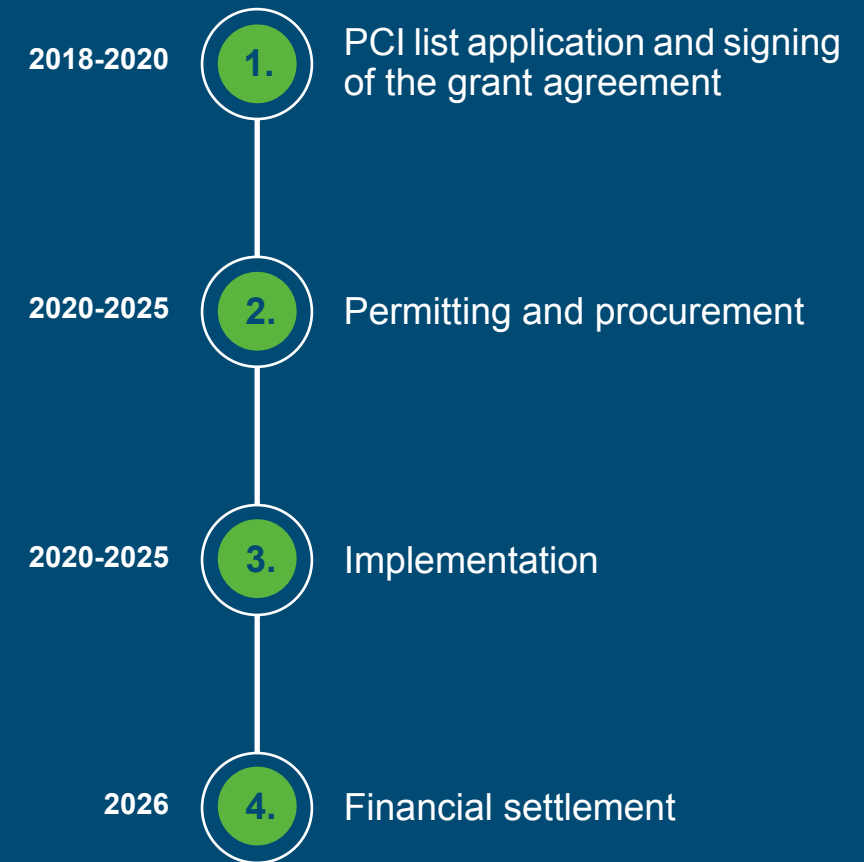 2018-2020
1.
PCI list application and signing
of the grant agreement
2020-2025
2.
Permitting and procurement
2020-2025
3.
Implementation
2026
4.
Financial settlement